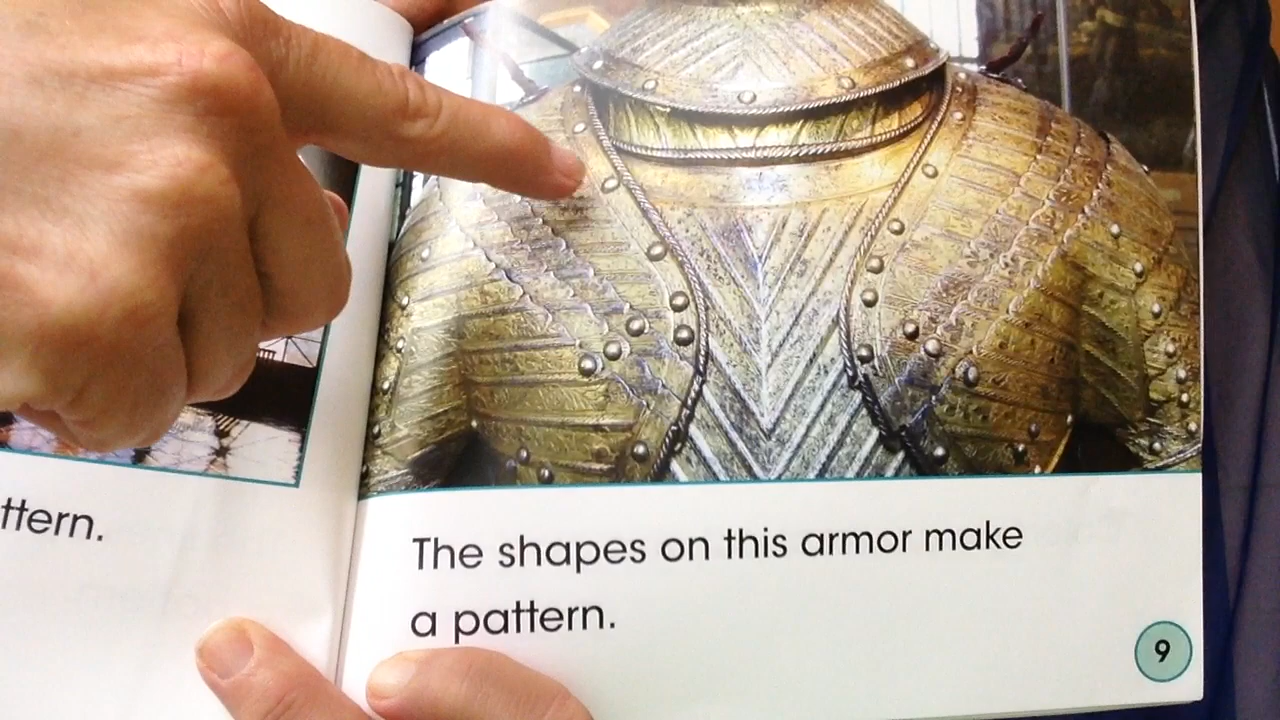 ttern.
The shapes on this armor make
a pattern.
9